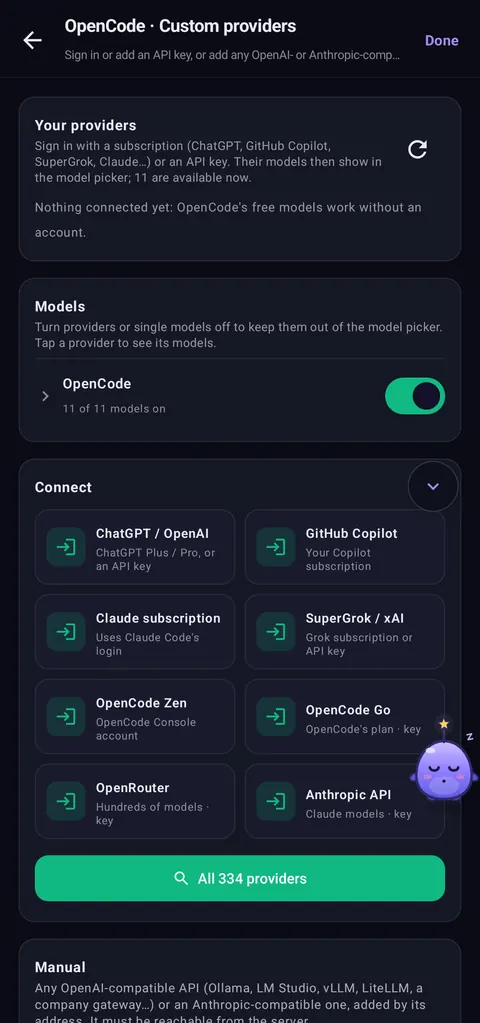 OpenCode · Custom providers
Sign in or add an API key, or add any OpenAI- or Anthropic-comp...
Done
Your providers
Sign in with a subscription (ChatGPT, GitHub Copilot,
SuperGrok, Claude...) or an API key. Their models then show in
the model picker; 11 are available now.
Nothing connected yet: OpenCode's free models work without an
account.
Models
Turn providers or single models off to keep them out of the model picker.
Tap a provider to see its models.
OpenCode
11 of 11 models on
Connect
ChatGPT / OpenAI
ChatGPT Plus / Pro, or
an API key
GitHub Copilot
Your Copilot
subscription
Claude subscription
Uses Claude Code's
login
SuperGrok / xAI
Grok subscription or
API key
OpenCode Zen
OpenCode Console
account
OpenCode Go
OpenCode's plan · key
z
OpenRouter
Hundreds of models ·
key
Anthropic API
Claude models · key
All 334 providers
Manual
Any OpenAI-compatible API (Ollama, LM Studio, vLLM, LiteLLM, a
company gateway...) or an Anthropic-compatible one, added by its
address. It must be reachable from the server.